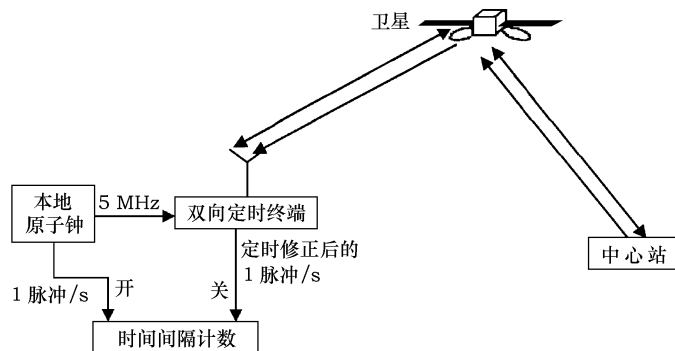 卫星
本地
原子钟
5 MHz
双向定时终端
定时修正后的
1 脉冲/s
中心站
1 脉冲/s
开
关
时间间隔计数